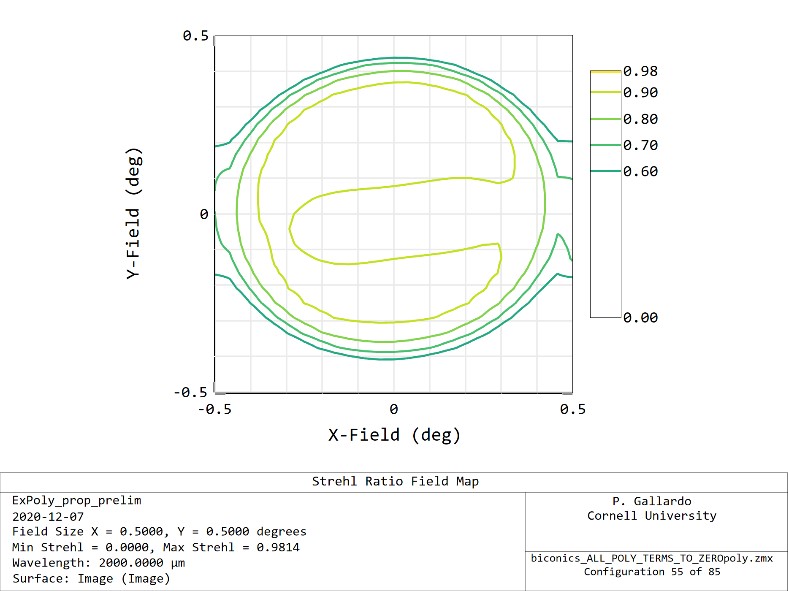 0.5
0
-0.5
Y-Field (deg)
-0.5 0 0.5
X-Field (deg)
0.98
0.90
0.80
0.70
0.60
0.00
Strehl Ratio Field Map
ExPoly_prop_prelim
2020-12-07
Field Size X = 0.5000, Y = 0.5000 degrees
Min Strehl = 0.0000, Max Strehl = 0.9814
Wavelength: 2000.0000 µm
Surface: Image (Image)
P. Gallardo
Cornell University
biconics_ALL_POLY_TERMS_TO_ZEROpoly.zmx
Configuration 55 of 85